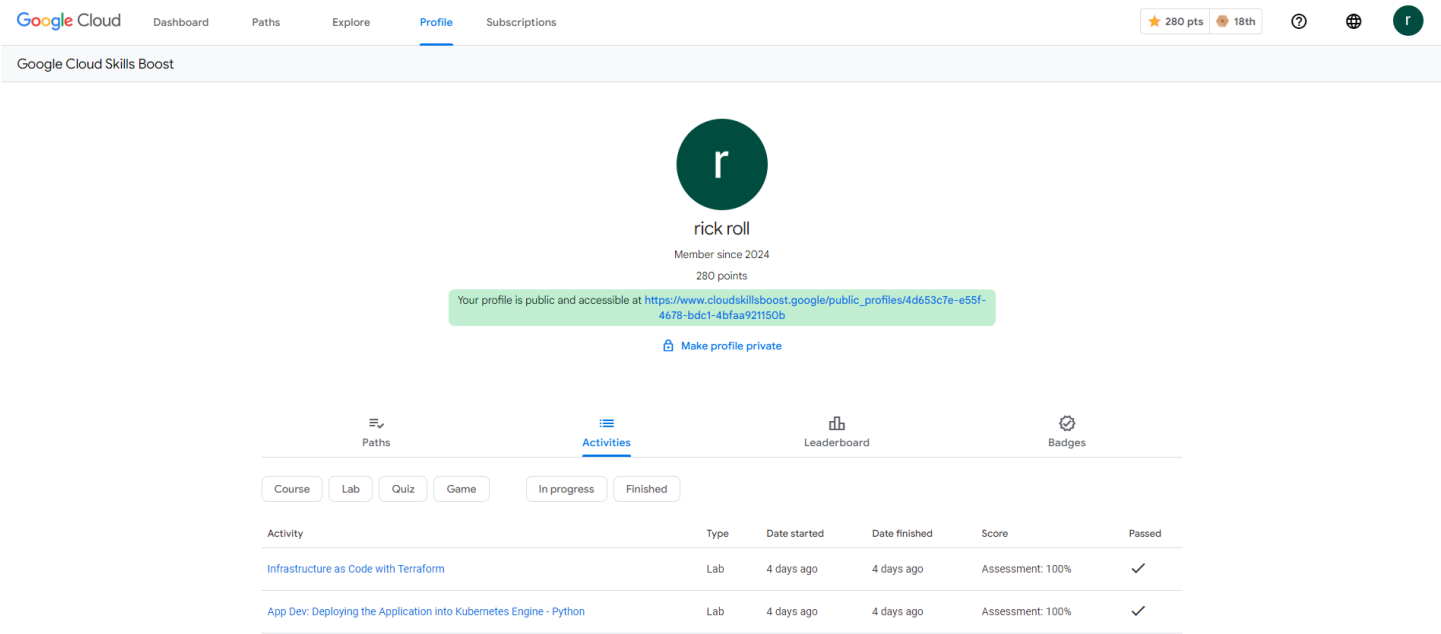 Google Cloud Dashboard Paths Explore Profile Subscriptions 280 pts 18th r
Google Cloud Skills Boost
r
rick roll
Member since 2024
280 points
Your profile is public and accessible at https://www.cloudskillsboost.google/public_profiles/4d653c7e-e55f-
4678-bdc1-4bfaa921150b
Make profile private
Paths Activities Leaderboard Badges
Course Lab Quiz Game In progress Finished
Activity Type Date started Date finished Score Passed
Infrastructure as Code with Terraform Lab 4 days ago 4 days ago Assessment: 100%
App Dev: Deploying the Application into Kubernetes Engine - Python Lab 4 days ago 4 days ago Assessment: 100%